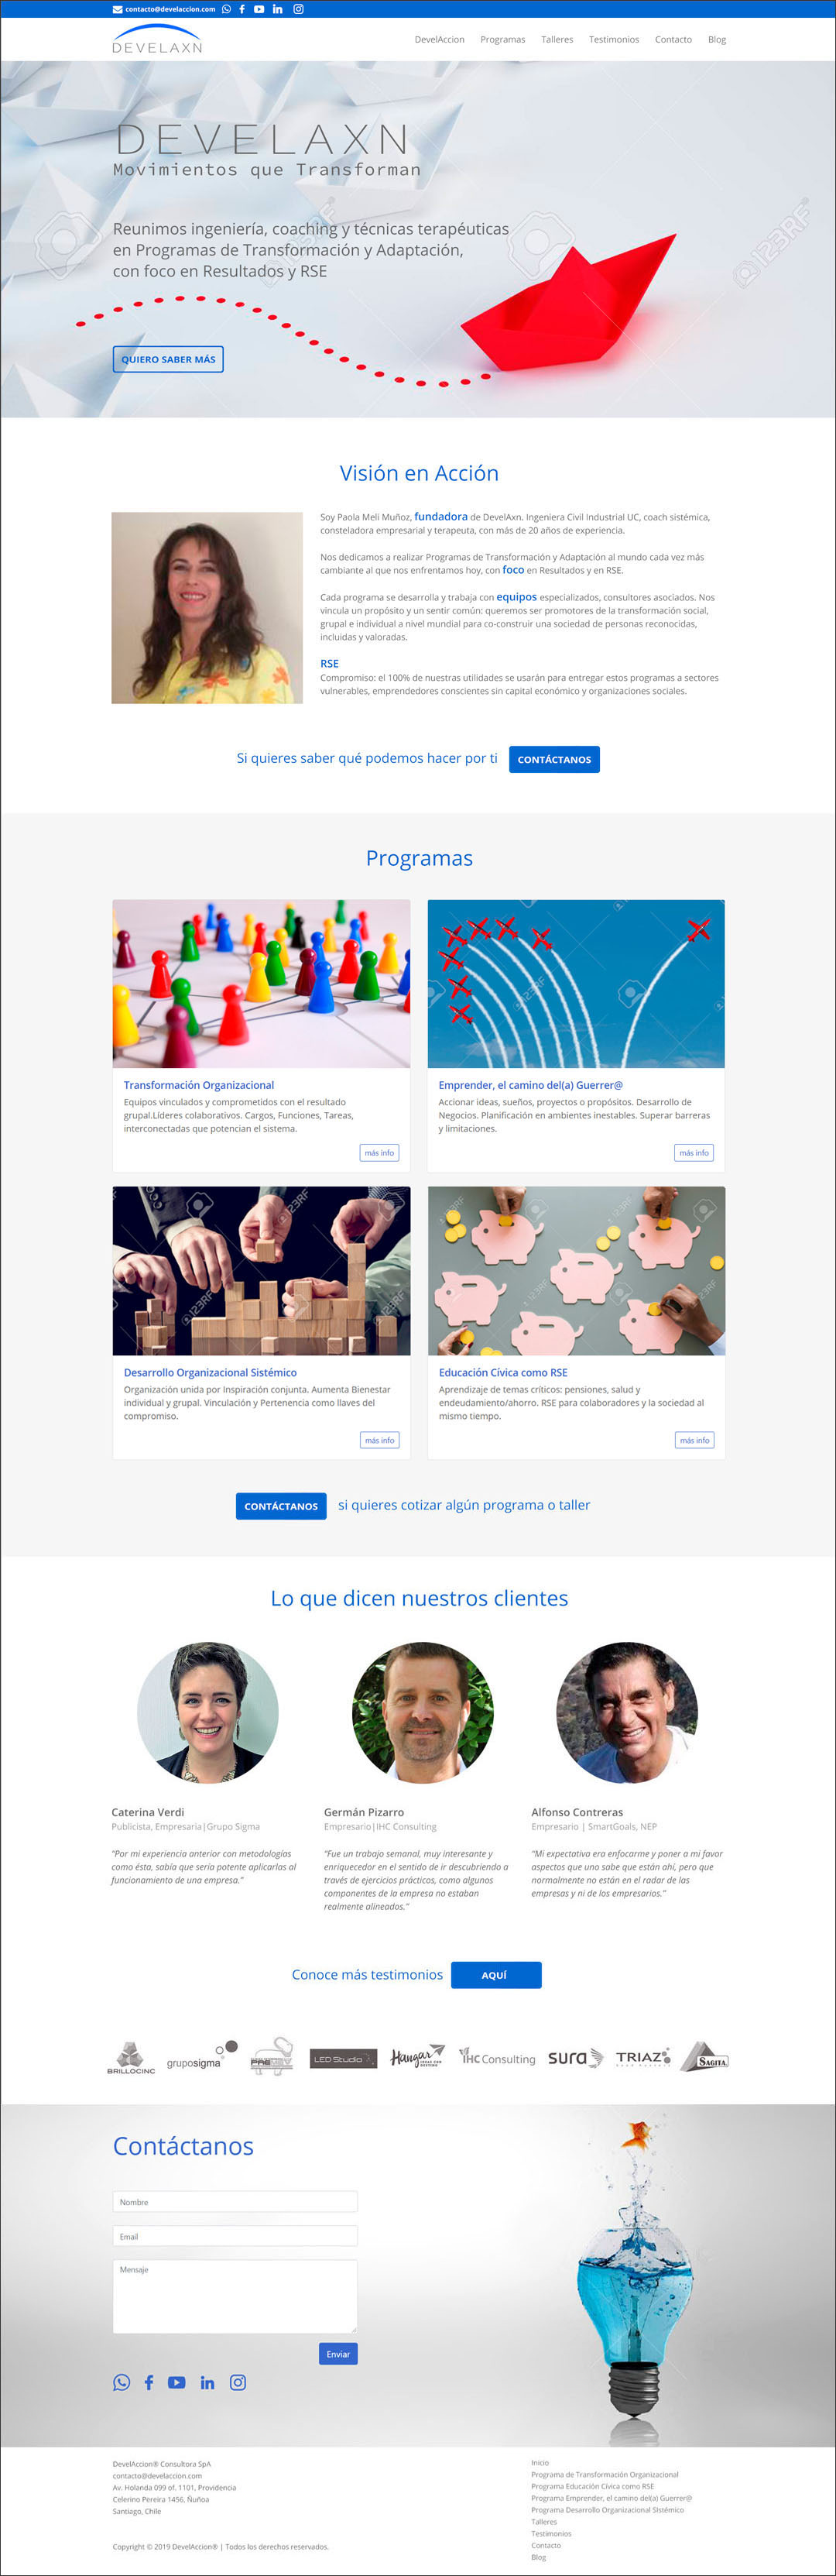 contacto@develaccion.com
DEVELAXN
DevelAccion Programas Talleres Testimonios Contacto Blog
DEVELAXN
Movimientos que Transforman
Reunimos ingeniería, coaching y técnicas terapéuticas
en Programas de Transformación y Adaptación,
con foco en Resultados y RSE
QUIERO SABER MÁS
Visión en Acción
Soy Paola Meli Muñoz, fundadora de DevelAxn. Ingeniera Civil Industrial UC, coach sistémica,
consteladora empresarial y terapeuta, con más de 20 años de experiencia.
Nos dedicamos a realizar Programas de Transformación y Adaptación al mundo cada vez más
cambiante al que nos enfrentamos hoy, con foco en Resultados y en RSE.
Cada programa se desarrolla y trabaja con equipos especializados, consultores asociados. Nos
vincula un propósito y un sentir común: queremos ser promotores de la transformación social,
grupal e individual a nivel mundial para co-construir una sociedad de personas reconocidas,
incluidas y valoradas.
RSE
Compromiso: el 100% de nuestras utilidades se usarán para entregar estos programas a sectores
vulnerables, emprendedores conscientes sin capital económico y organizaciones sociales.
Si quieres saber qué podemos hacer por ti CONTÁCTANOS
Programas
Transformación Organizacional
Equipos vinculados y comprometidos con el resultado
grupal.Líderes colaborativos. Cargos, Funciones, Tareas,
interconectadas que potencian el sistema.
más info
Emprender, el camino del(a) Guerrer@
Accionar ideas, sueños, proyectos o propósitos. Desarrollo de
Negocios. Planificación en ambientes inestables. Superar barreras
y limitaciones.
más info
Desarrollo Organizacional Sistémico
Organización unida por Inspiración conjunta. Aumenta Bienestar
individual y grupal. Vinculación y Pertenencia como llaves del
compromiso.
más info
Educación Cívica como RSE
Aprendizaje de temas críticos: pensiones, salud y
endeudamiento/ahorro. RSE para colaboradores y la sociedad al
mismo tiempo.
más info
CONTÁCTANOS si quieres cotizar algún programa o taller
Lo que dicen nuestros clientes
Caterina Verdi
Publicista, Empresaria|Grupo Sigma
"Por mi experiencia anterior con metodologías
como ésta, sabía que sería potente aplicarlas al
funcionamiento de una empresa."
Germán Pizarro
Empresario|IHC Consulting
"Fue un trabajo semanal, muy interesante y
enriquecedor en el sentido de ir descubriendo a
través de ejercicios prácticos, como algunos
componentes de la empresa no estaban
realmente alineados."
Alfonso Contreras
Empresario | SmartGoals, NEP
"Mi expectativa era enfocarme y poner a mi favor
aspectos que uno sabe que están ahí, pero que
normalmente no están en el radar de las
empresas y ni de los empresarios."
Conoce más testimonios AQUÍ
BRILLOCINC
gruposigma
LED Studio
Hangar
IHC Consulting
sura
TRIAZ
SAGITA
Contáctanos
Nombre
Email
Mensaje
Enviar
DevelAccion® Consultora SpA
contacto@develaccion.com
Av. Holanda 099 of. 1101, Providencia
Celerino Pereira 1456, Ñuñoa
Santiago, Chile
Copyright © 2019 DevelAccion® | Todos los derechos reservados.
Inicio
Programa de Transformación Organizacional
Programa Educación Cívica como RSE
Programa Emprender, el camino del(a) Guerrer@
Programa Desarrollo Organizacional Sistémico
Talleres
Testimonios
Contacto
Blog